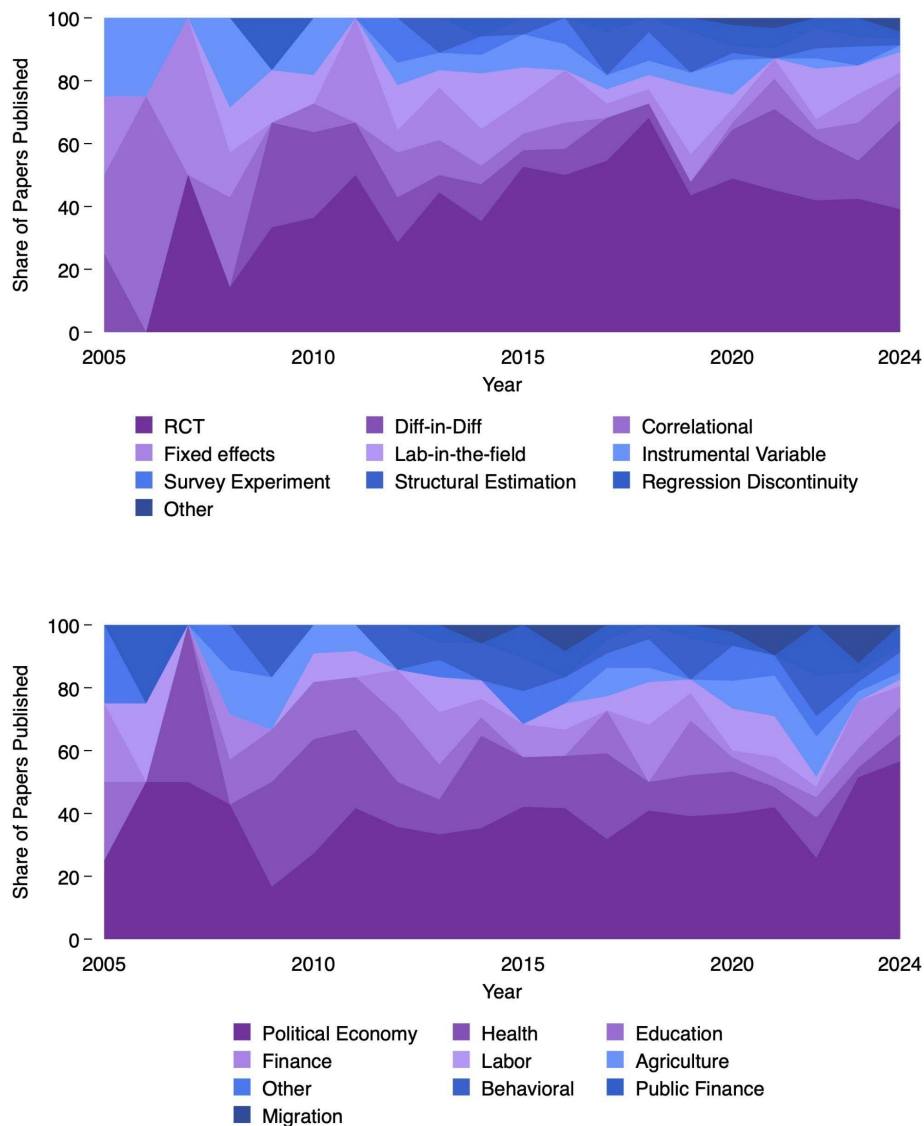 100
80
60
40
20
0
Share of Papers Published
2005 2010 2015 2020 2024
Year
RCT Diff-in-Diff Correlational
Fixed effects Lab-in-the-field Instrumental Variable
Survey Experiment Structural Estimation Regression Discontinuity
Other
100
80
60
40
20
0
Share of Papers Published
2005 2010 2015 2020 2024
Year
Political Economy Health Education
Finance Labor Agriculture
Other Behavioral Public Finance
Migration